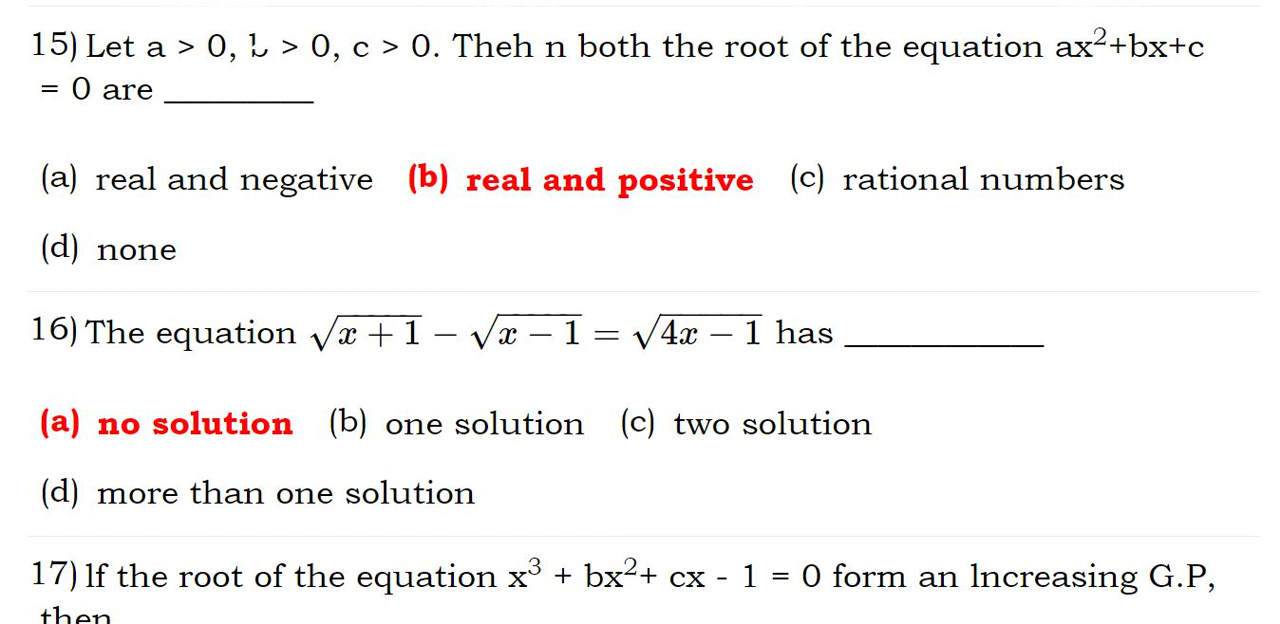 15) Let a > 0, b > 0, c > 0. Theh n both the root of the equation ax²+bx+c
= 0 are __________
(a) real and negative (b) real and positive (c) rational numbers
(d) none
16) The equation √(x + 1) − √(x − 1) = √(4x − 1) has _____________
(a) no solution (b) one solution (c) two solution
(d) more than one solution
17) lf the root of the equation x³ + bx²+ cx - 1 = 0 form an lncreasing G.P,
then